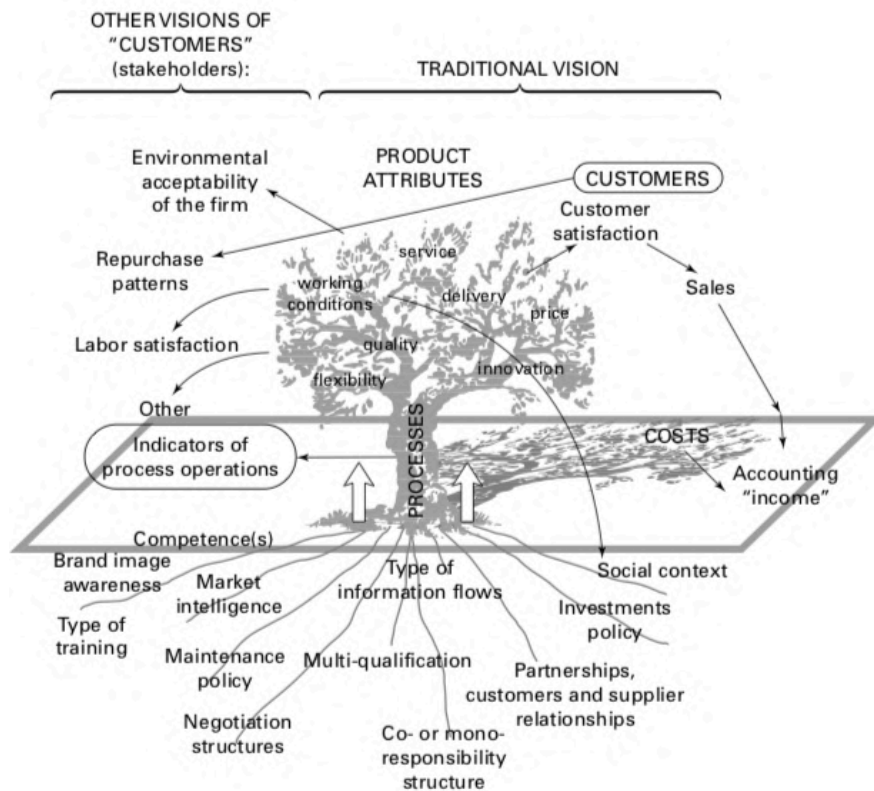 OTHER VISIONS OF
“CUSTOMERS”
(stakeholders):
TRADITIONAL VISION
Environmental
acceptability
of the firm
PRODUCT
ATTRIBUTES
CUSTOMERS
Customer
satisfaction
Repurchase
patterns
service
working
conditions
delivery
price
Sales
Labor satisfaction
quality
flexibility
innovation
Other
Indicators of
process operations
PROCESSES
COSTS
Accounting
“income”
Competence(s)
Brand image
awareness
Market
intelligence
Type of
information flows
Social context
Type of
training
Investments
policy
Maintenance
policy
Multi-qualification
Partnerships,
customers and supplier
relationships
Negotiation
structures
Co- or mono-
responsibility
structure